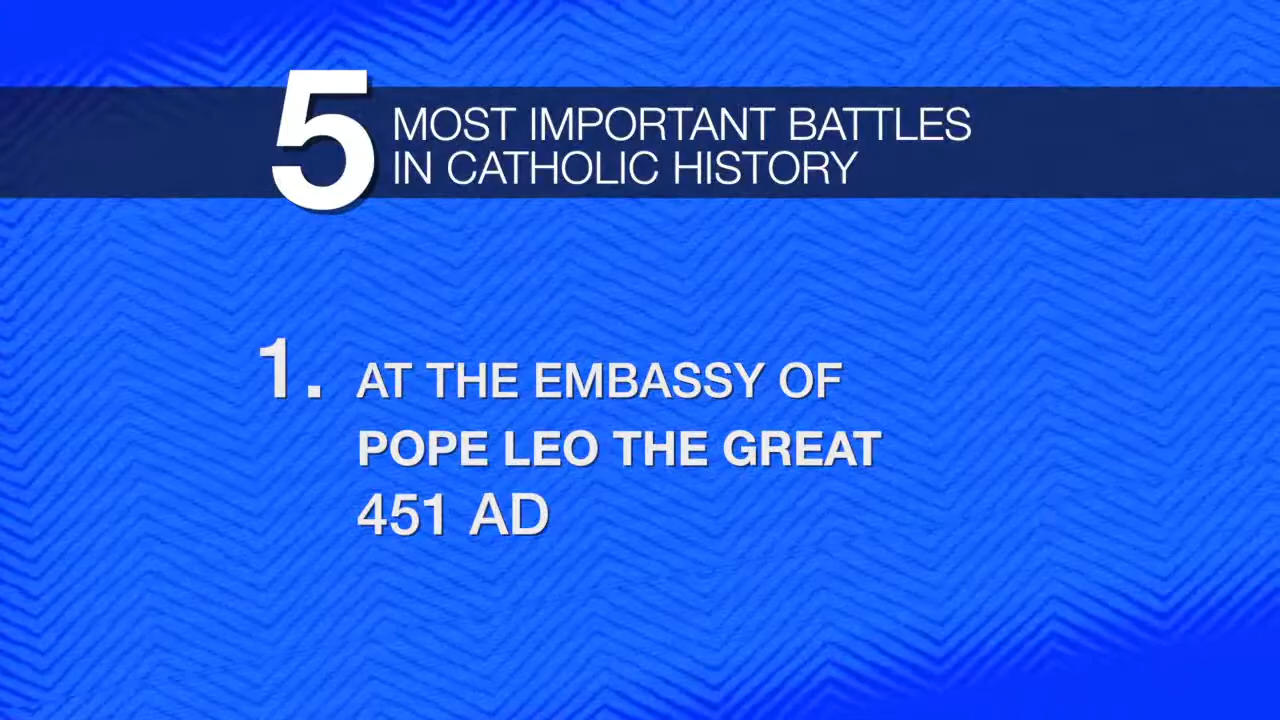 5
MOST IMPORTANT BATTLES
IN CATHOLIC HISTORY
1. AT THE EMBASSY OF
POPE LEO THE GREAT
451 AD